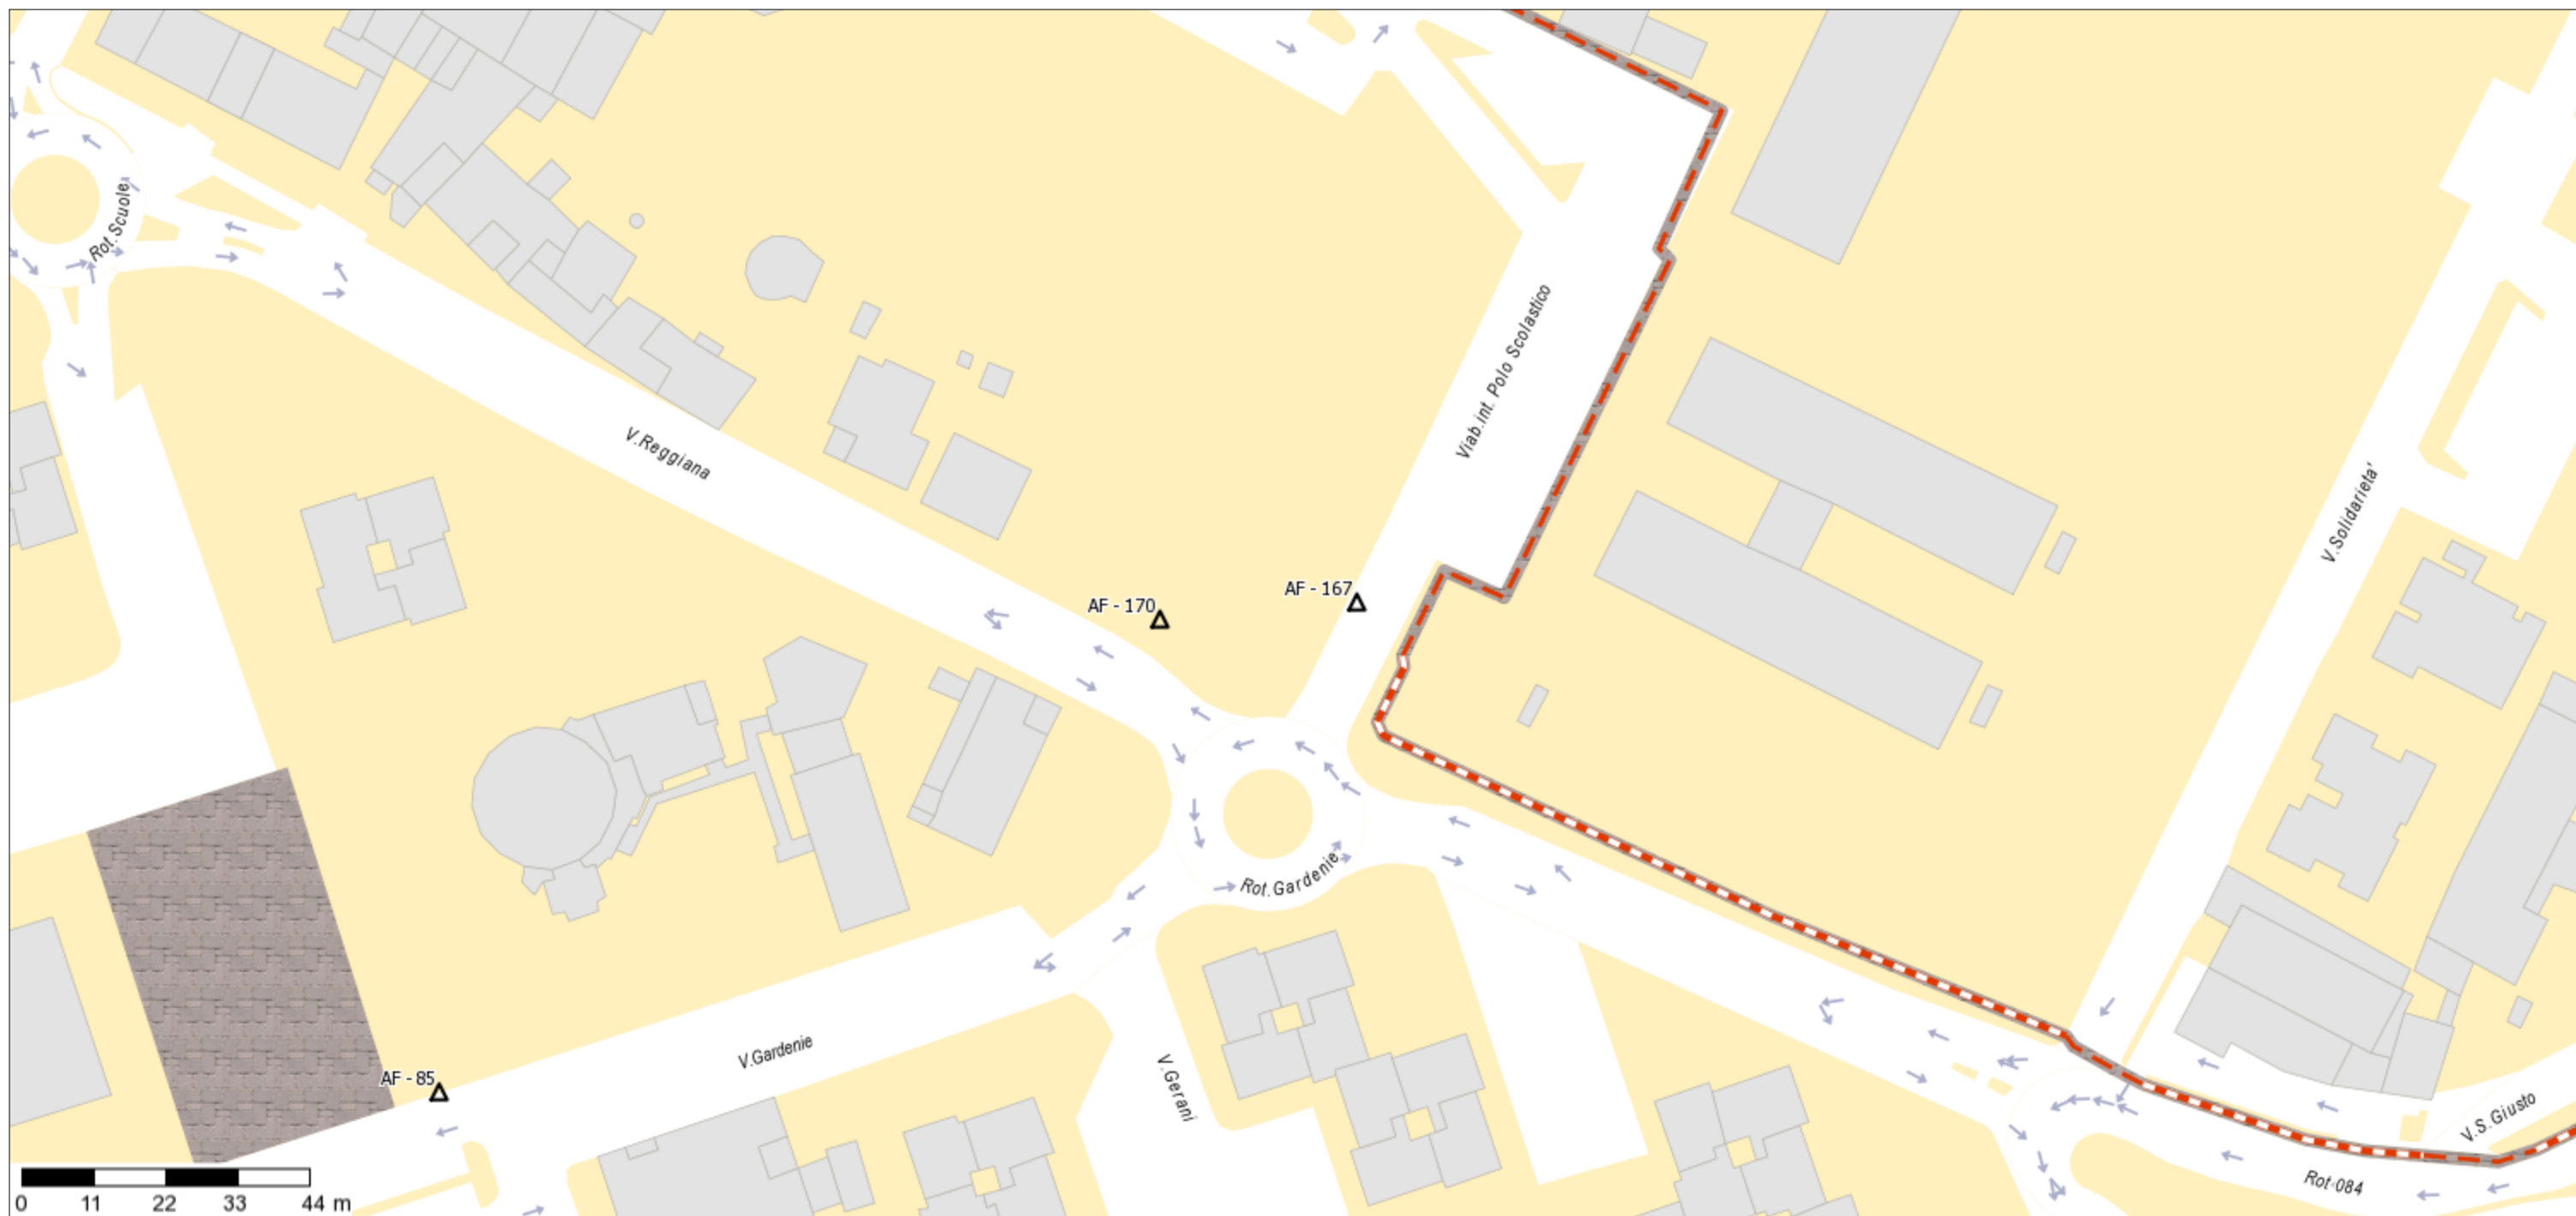 Rot.Scuole
Viab.int. Polo Scolastico
V.Reggiana
V.Solidarieta'
AF - 167
AF - 170
Rot.Gardenie
V.Gardenie
V.Gerani
AF - 85
V.S.Giusto
Rot-084
0 11 22 33 44 m